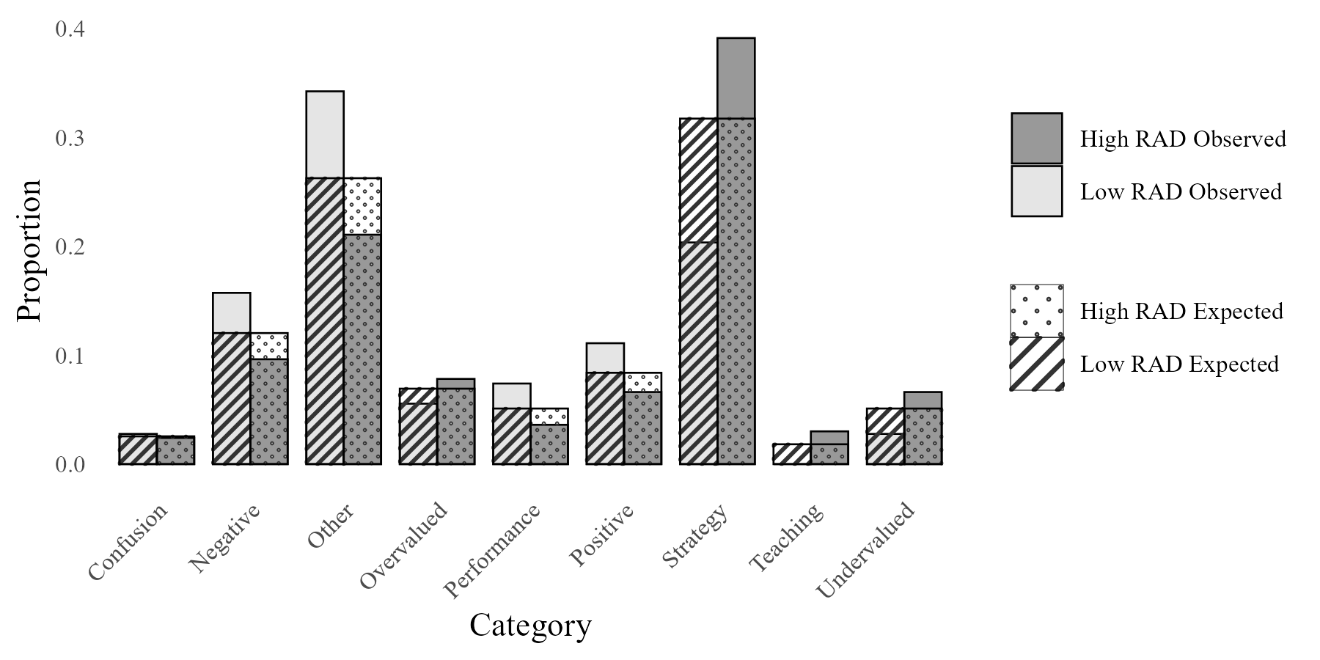 0.4
0.3
0.2
0.1
0.0
Proportion
Confusion
Negative
Other
Overvalued
Performance
Positive
Strategy
Teaching
Undervalued
Category
High RAD Observed
Low RAD Observed
High RAD Expected
Low RAD Expected